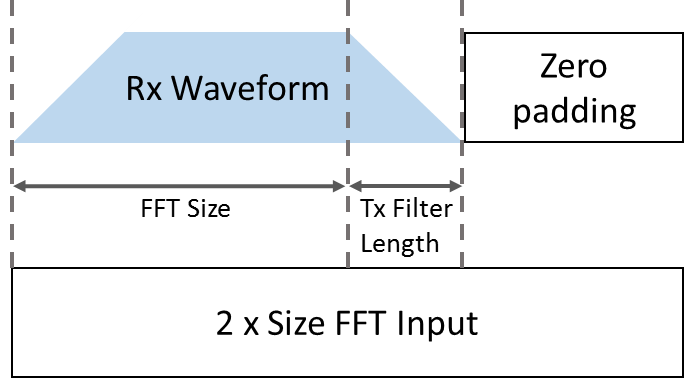 Rx Waveform
Zero
padding
FFT Size
Tx Filter
Length
2 x Size FFT Input